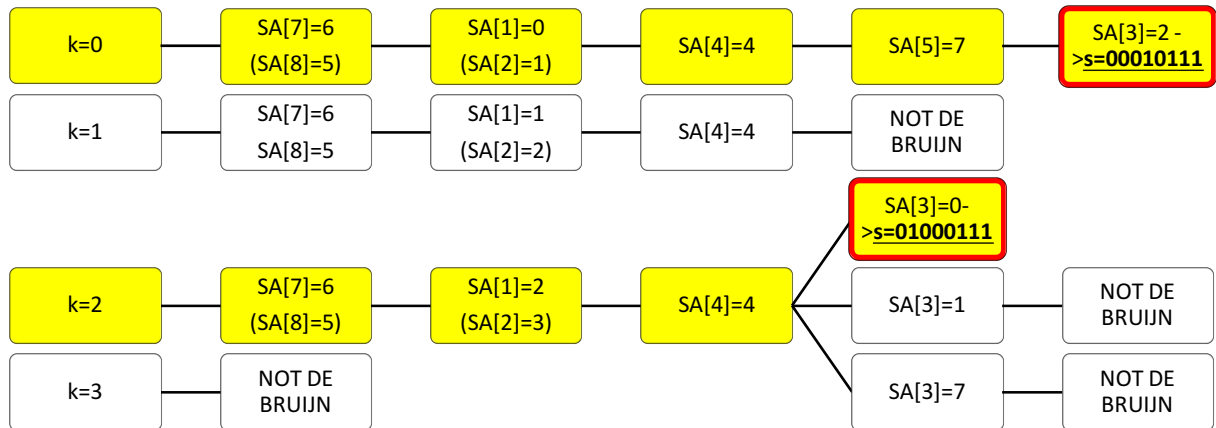 k=0
SA[7]=6
(SA[8]=5)
SA[1]=0
(SA[2]=1)
SA[4]=4
SA[5]=7
SA[3]=2 -
>s=00010111
k=1
SA[7]=6
SA[8]=5
SA[1]=1
(SA[2]=2)
SA[4]=4
NOT DE
BRUIJN
SA[3]=0-
>s=01000111
k=2
SA[7]=6
(SA[8]=5)
SA[1]=2
(SA[2]=3)
SA[4]=4
SA[3]=1
NOT DE
BRUIJN
k=3
NOT DE
BRUIJN
SA[3]=7
NOT DE
BRUIJN